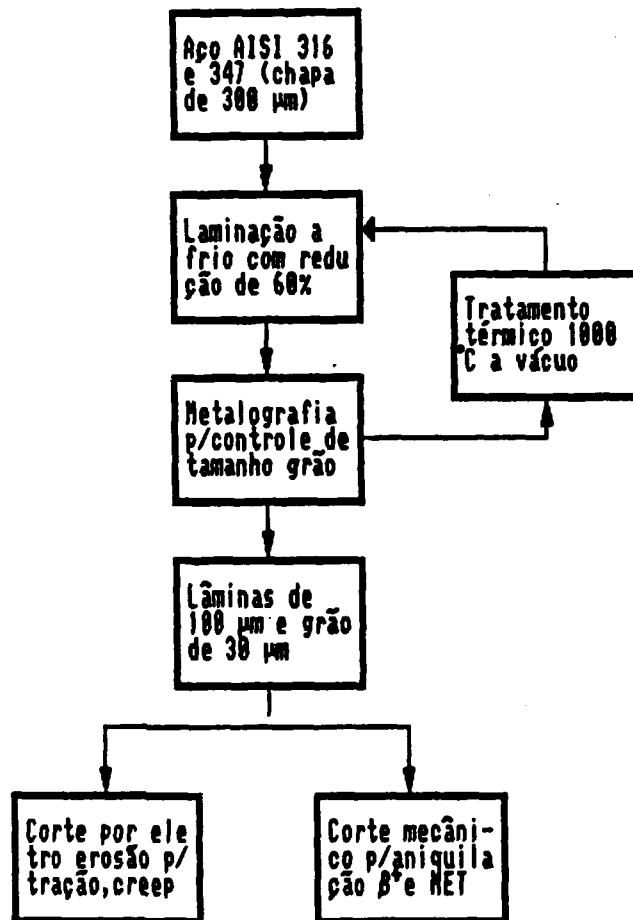 Aço AISI 316
e 347 (chapa
de 300 µm)
Laminação a
frio com redu
ção de 60%
Tratamento
térmico 1000
°C a vácuo
Metalografia
p/controle de
tamanho grão
Lâminas de
100 µm e grão
de 30 µm
Corte por ele
tro erosão p/
tração,creep
Corte mecâni-
co p/aniquila
ção β⁺ e MET